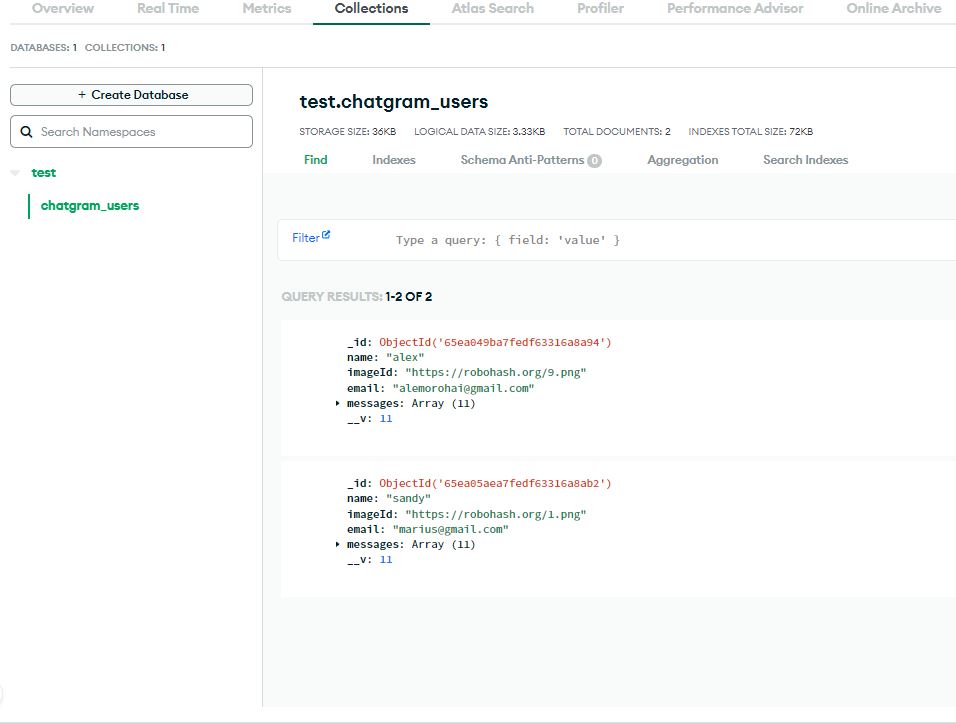 Overview Real Time Metrics Collections Atlas Search Profiler Performance Advisor Online Archive
DATABASES: 1 COLLECTIONS: 1
+ Create Database
Search Namespaces
test
chatgram_users
test.chatgram_users
STORAGE SIZE: 36KB LOGICAL DATA SIZE: 3.33KB TOTAL DOCUMENTS: 2 INDEXES TOTAL SIZE: 72KB
Find Indexes Schema Anti-Patterns 0 Aggregation Search Indexes
Filter Type a query: { field: 'value' }
QUERY RESULTS: 1-2 OF 2
_id: ObjectId('65ea049ba7fedf63316a8a94')
name: "alex"
imageId: "https://robohash.org/9.png"
email: "alemorohai@gmail.com"
messages: Array (11)
__v: 11
_id: ObjectId('65ea05aea7fedf63316a8ab2')
name: "sandy"
imageId: "https://robohash.org/1.png"
email: "marius@gmail.com"
messages: Array (11)
__v: 11